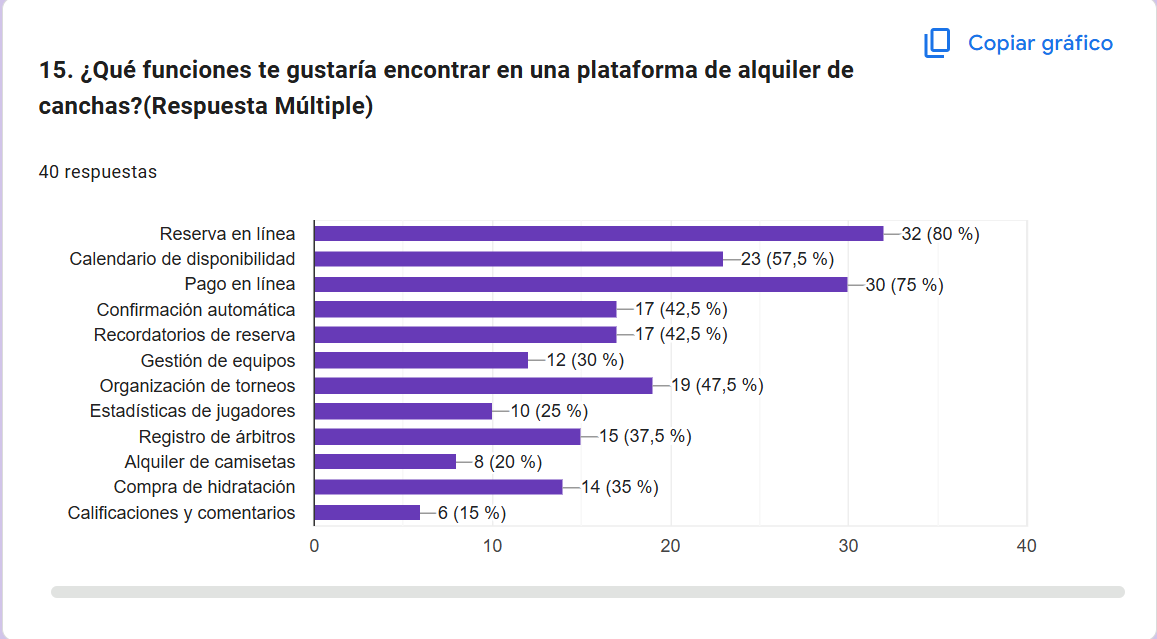 Copiar gráfico
15. ¿Qué funciones te gustaría encontrar en una plataforma de alquiler de
canchas?(Respuesta Múltiple)
40 respuestas
Reserva en línea 32 (80 %)
Calendario de disponibilidad 23 (57,5 %)
Pago en línea 30 (75 %)
Confirmación automática 17 (42,5 %)
Recordatorios de reserva 17 (42,5 %)
Gestión de equipos 12 (30 %)
Organización de torneos 19 (47,5 %)
Estadísticas de jugadores 10 (25 %)
Registro de árbitros 15 (37,5 %)
Alquiler de camisetas 8 (20 %)
Compra de hidratación 14 (35 %)
Calificaciones y comentarios 6 (15 %)
0 10 20 30 40